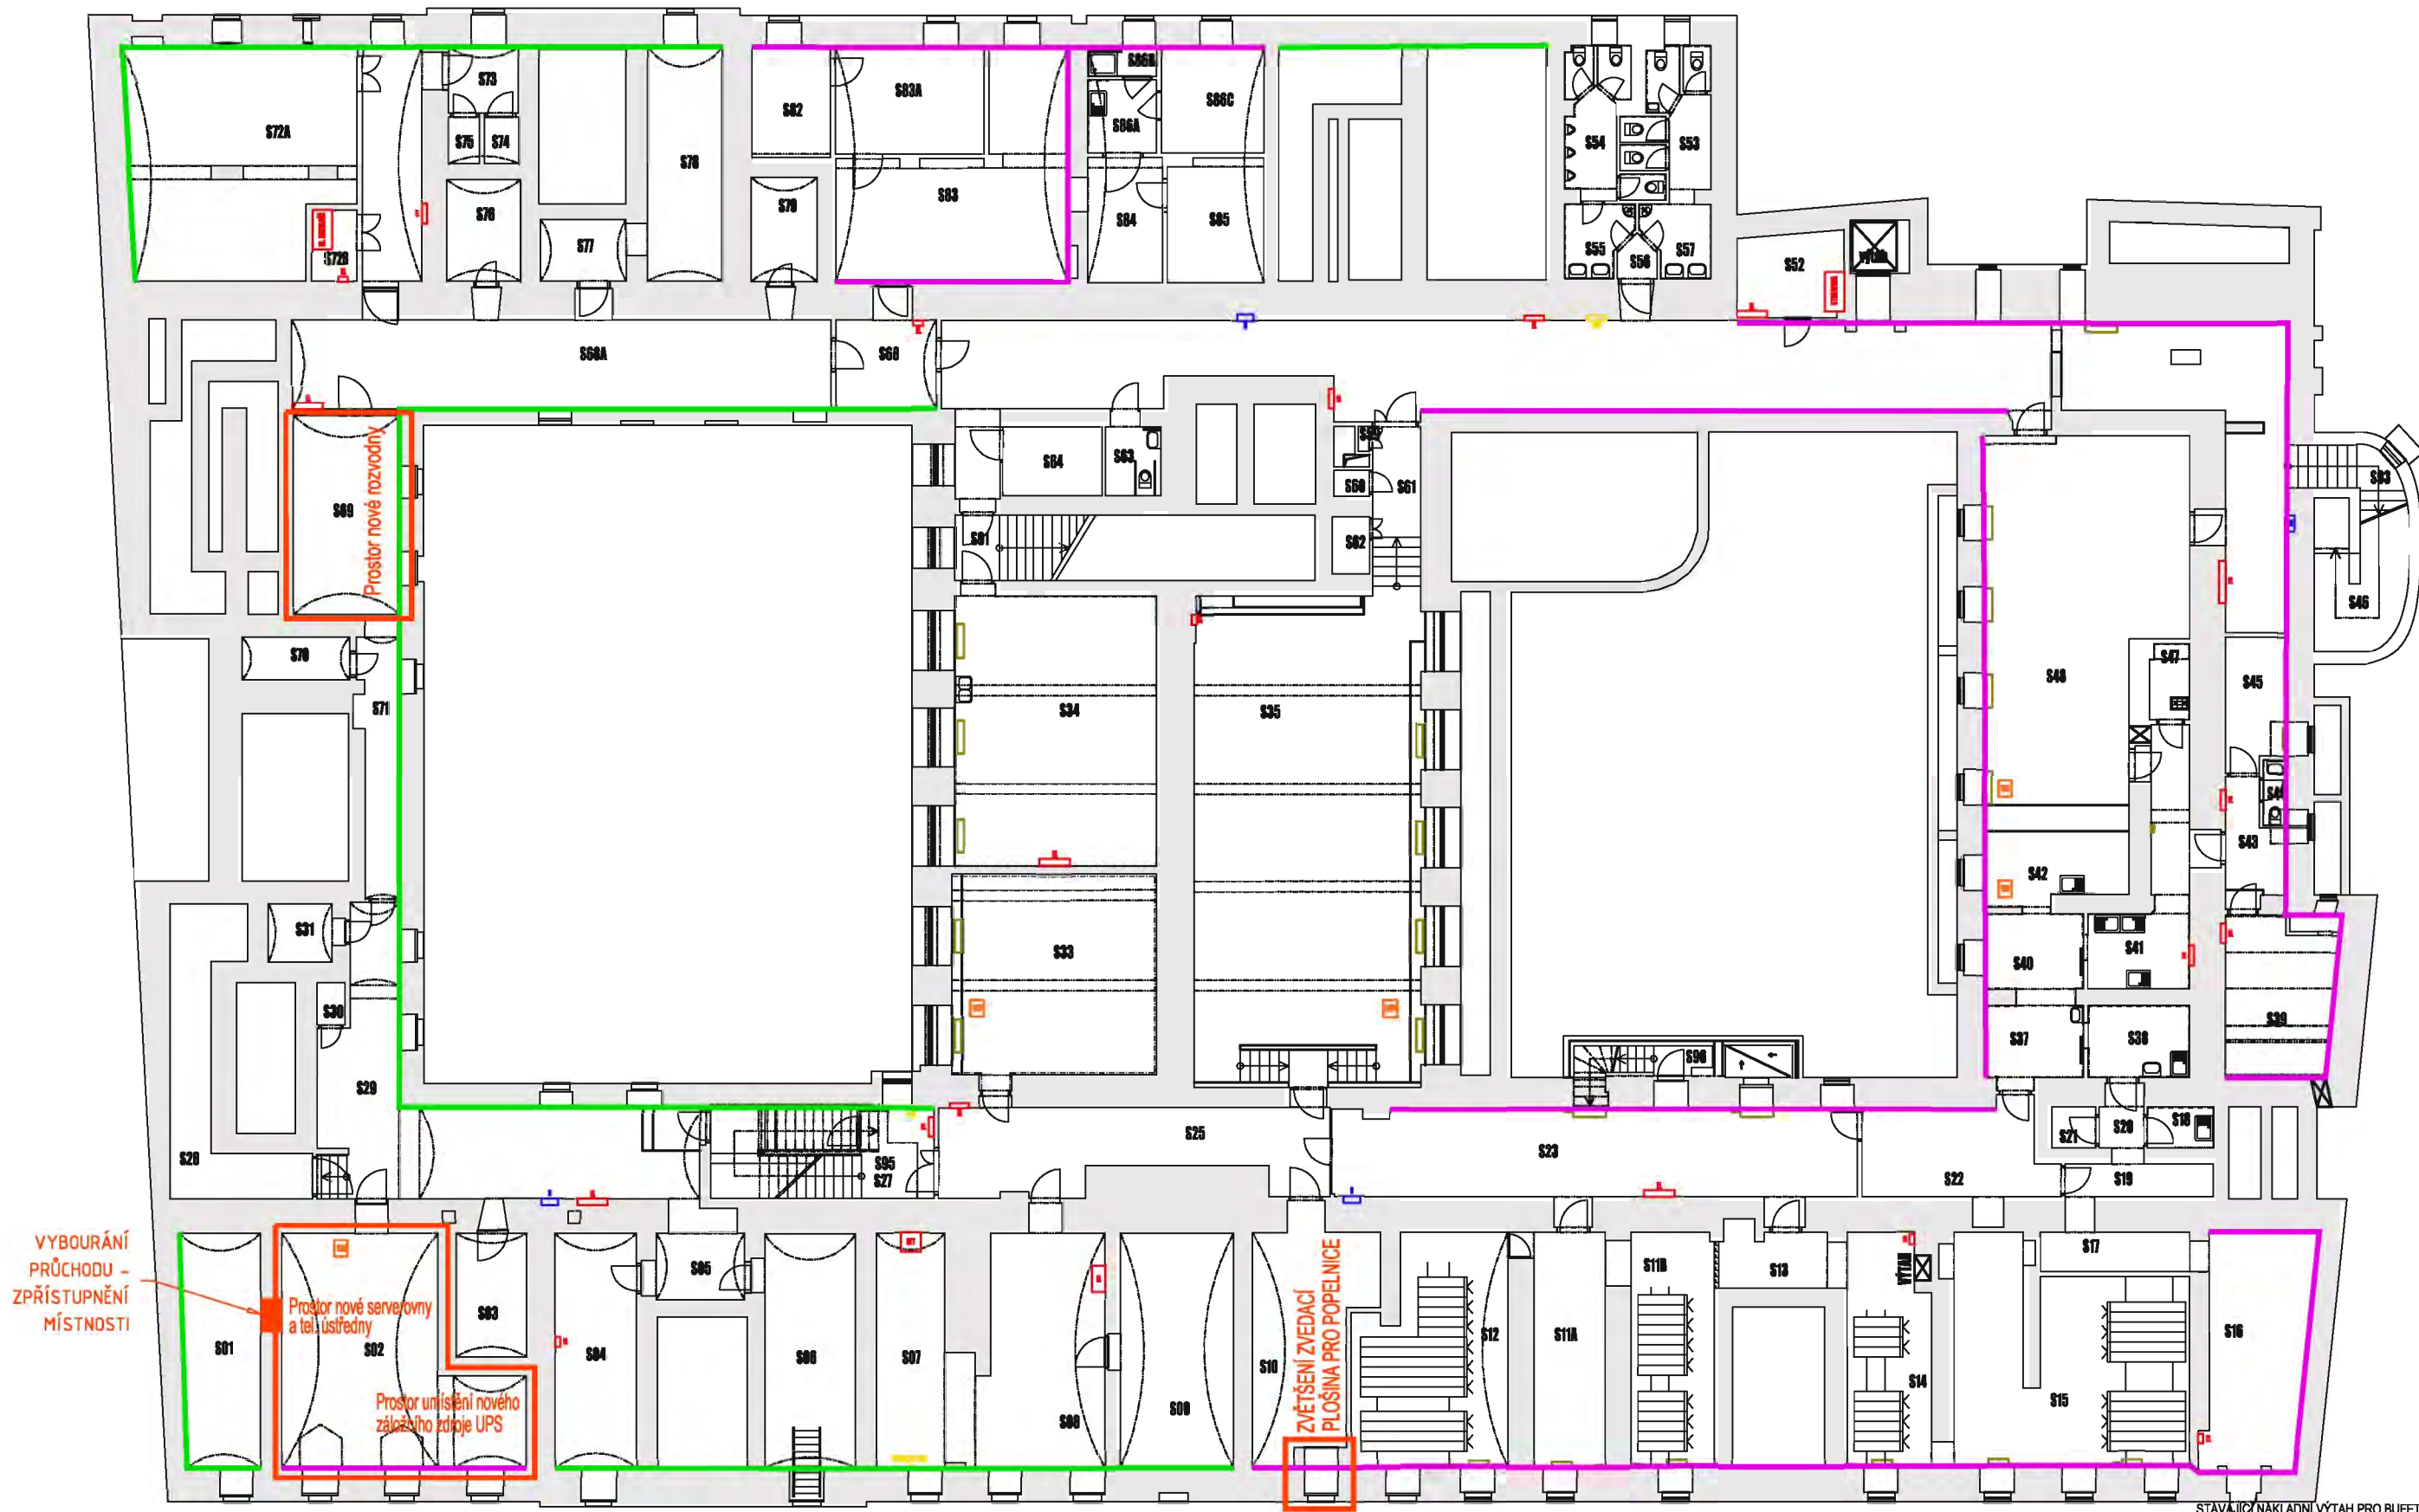 S86B
S73
S83A
S82
S86C
S72A
S86A
S54
S53
S75
S74
S78
S83
S76
S79
S84
S85
S77
S55
S56
S57
S52
S72B
VÝTAH
S68A
S68
S64
S63
S60
S61
S93
S69
Prostor nové rozvodny
S81
S62
S46
S70
S47
S71
S34
S35
S48
S45
S44
S43
S42
S31
S33
S40
S41
S30
S39
S37
S38
S96
S29
S18
S20
S21
S25
S23
S28
S95
S27
S22
S19
VYBOURÁNÍ
PRŮCHODU –
ZPŘÍSTUPNĚNÍ
MÍSTNOSTI
Prostor nové serverovny
a tel. ústředny
S17
S05
S11B
S13
VÝTAH
S03
S01
S02
S04
S06
S07
S10
S12
S11A
S16
S14
S15
S08
S09
Prostor umístění nového
záložního zdroje UPS
ZVĚTŠENÍ ZVEDACÍ
PLOŠINA PRO POPELNICE
STÁVAJÍCÍ NÁKLADNÍ VÝTAH PRO BUFET